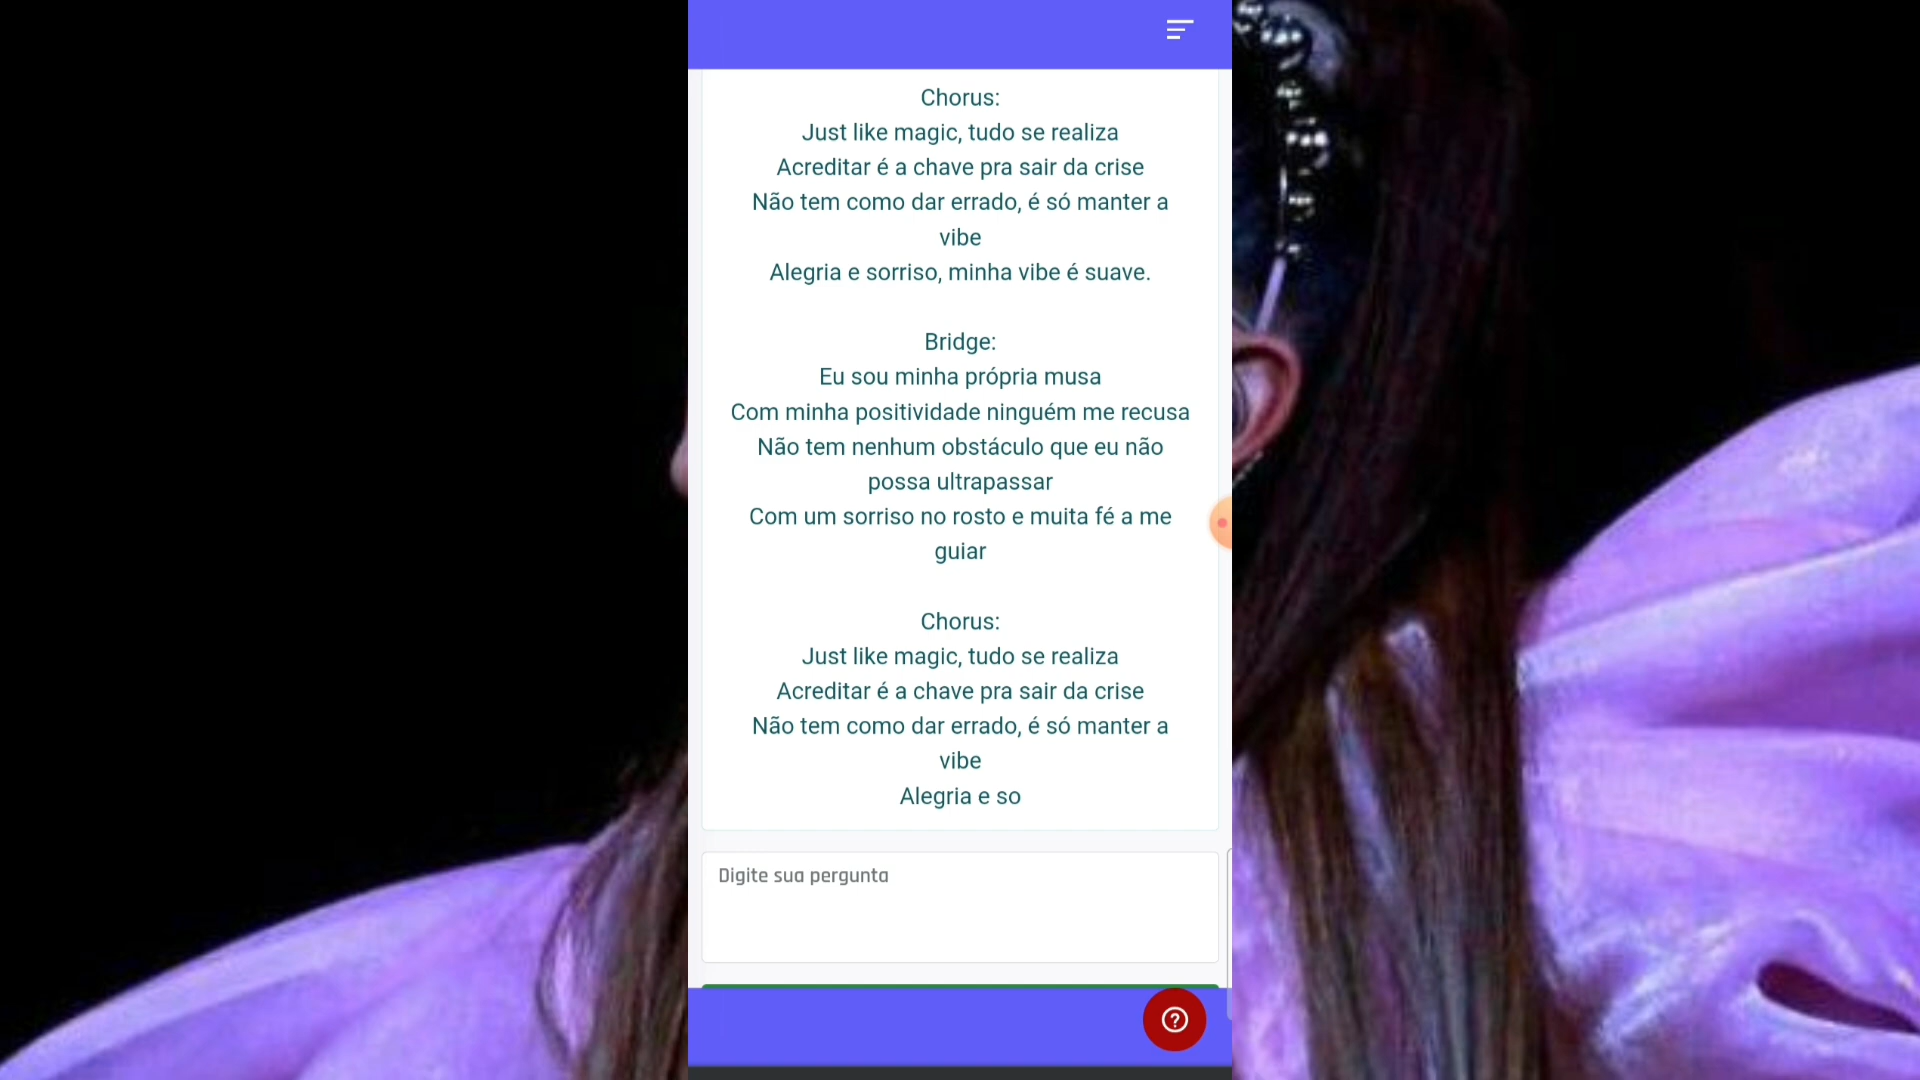 Chorus:
Just like magic, tudo se realiza
Acreditar é a chave pra sair da crise
Não tem como dar errado, é só manter a
vibe
Alegria e sorriso, minha vibe é suave.
Bridge:
Eu sou minha própria musa
Com minha positividade ninguém me recusa
Não tem nenhum obstáculo que eu não
possa ultrapassar
Com um sorriso no rosto e muita fé a me
guiar
Chorus:
Just like magic, tudo se realiza
Acreditar é a chave pra sair da crise
Não tem como dar errado, é só manter a
vibe
Alegria e so
Digite sua pergunta